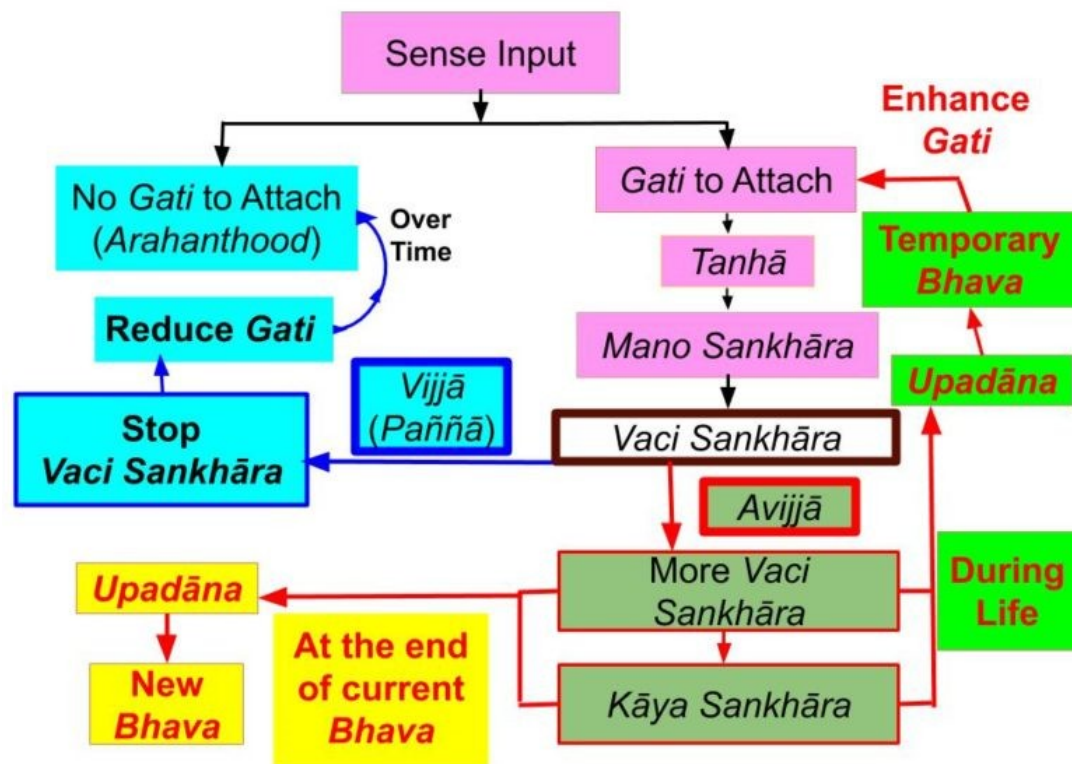 Sense Input
Enhance
Gati
No Gati to Attach
(Arahanthood)
Over
Time
Gati to Attach
Temporary
Bhava
Tanhā
Reduce Gati
Mano Sankhāra
Upadāna
Vijjā
(Paññā)
Stop
Vaci Sankhāra
Vaci Sankhāra
Avijjā
More Vaci
Sankhāra
During
Life
Upadāna
At the end
of current
Bhava
New
Bhava
Kāya Sankhāra